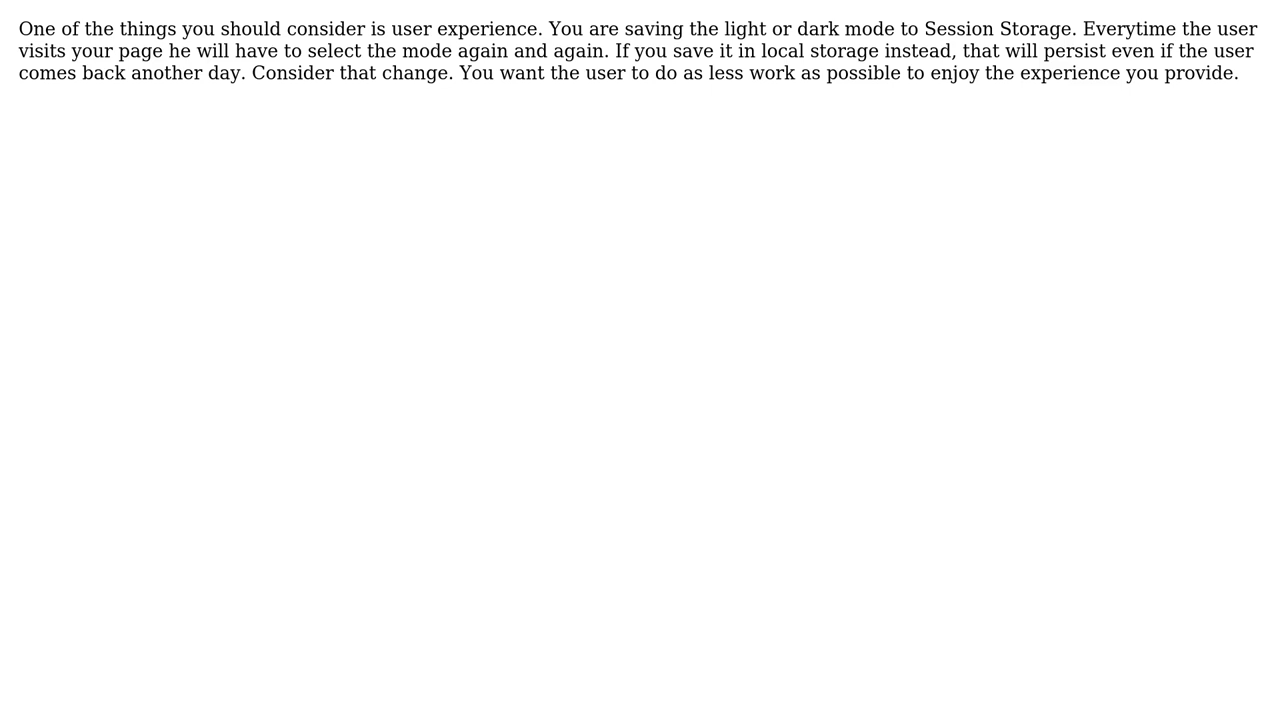 One of the things you should consider is user experience. You are saving the light or dark mode to Session Storage. Everytime the user
visits your page he will have to select the mode again and again. If you save it in local storage instead, that will persist even if the user
comes back another day. Consider that change. You want the user to do as less work as possible to enjoy the experience you provide.